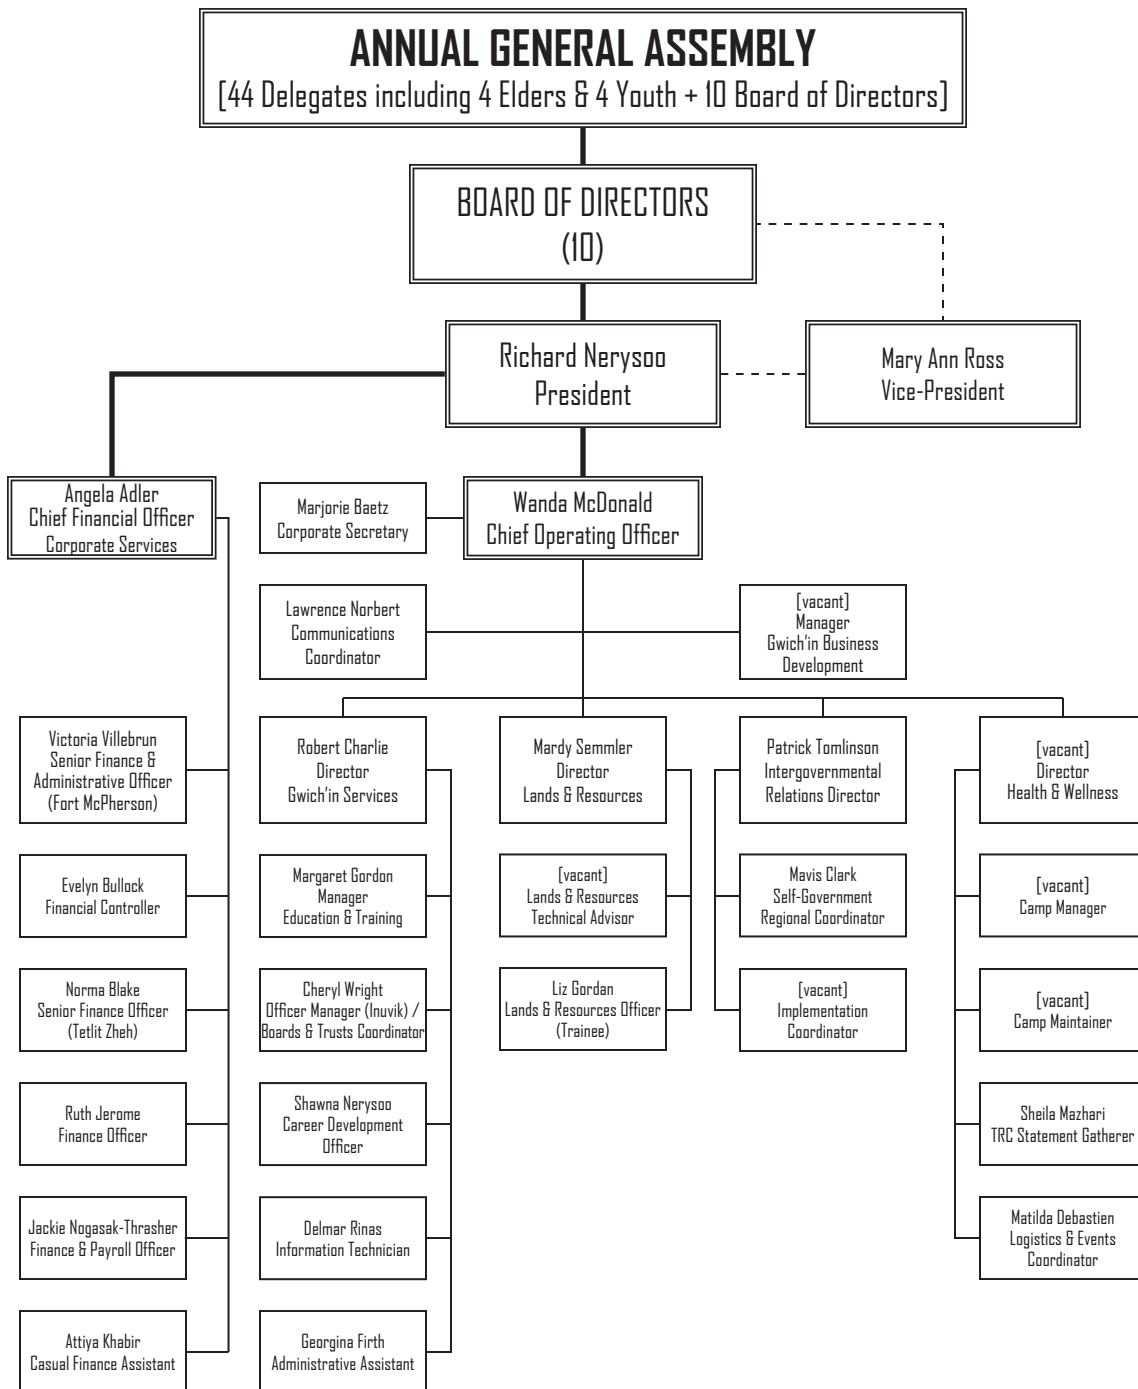 ANNUAL GENERAL ASSEMBLY
[44 Delegates including 4 Elders & 4 Youth + 10 Board of Directors]
BOARD OF DIRECTORS
(10)
Richard Nerysoo
President
Mary Ann Ross
Vice-President
Angela Adler
Chief Financial Officer
Corporate Services
Marjorie Baetz
Corporate Secretary
Wanda McDonald
Chief Operating Officer
Lawrence Norbert
Communications
Coordinator
[vacant]
Manager
Gwich'in Business
Development
Victoria Villebrun
Senior Finance &
Administrative Officer
(Fort McPherson)
Robert Charlie
Director
Gwich'in Services
Mardy Semmler
Director
Lands & Resources
Patrick Tomlinson
Intergovernmental
Relations Director
[vacant]
Director
Health & Wellness
Evelyn Bullock
Financial Controller
Margaret Gordon
Manager
Education & Training
[vacant]
Lands & Resources
Technical Advisor
Mavis Clark
Self-Government
Regional Coordinator
[vacant]
Camp Manager
Norma Blake
Senior Finance Officer
(Tetlit Zheh)
Cheryl Wright
Officer Manager (Inuvik) /
Boards & Trusts Coordinator
Liz Gordan
Lands & Resources Officer
(Trainee)
[vacant]
Implementation
Coordinator
[vacant]
Camp Maintainer
Ruth Jerome
Finance Officer
Shawna Nerysoo
Career Development
Officer
Sheila Mazhari
TRC Statement Gatherer
Jackie Nogasak-Thrasher
Finance & Payroll Officer
Delmar Rinas
Information Technician
Matilda Debastien
Logistics & Events
Coordinator
Attiya Khabir
Casual Finance Assistant
Georgina Firth
Administrative Assistant